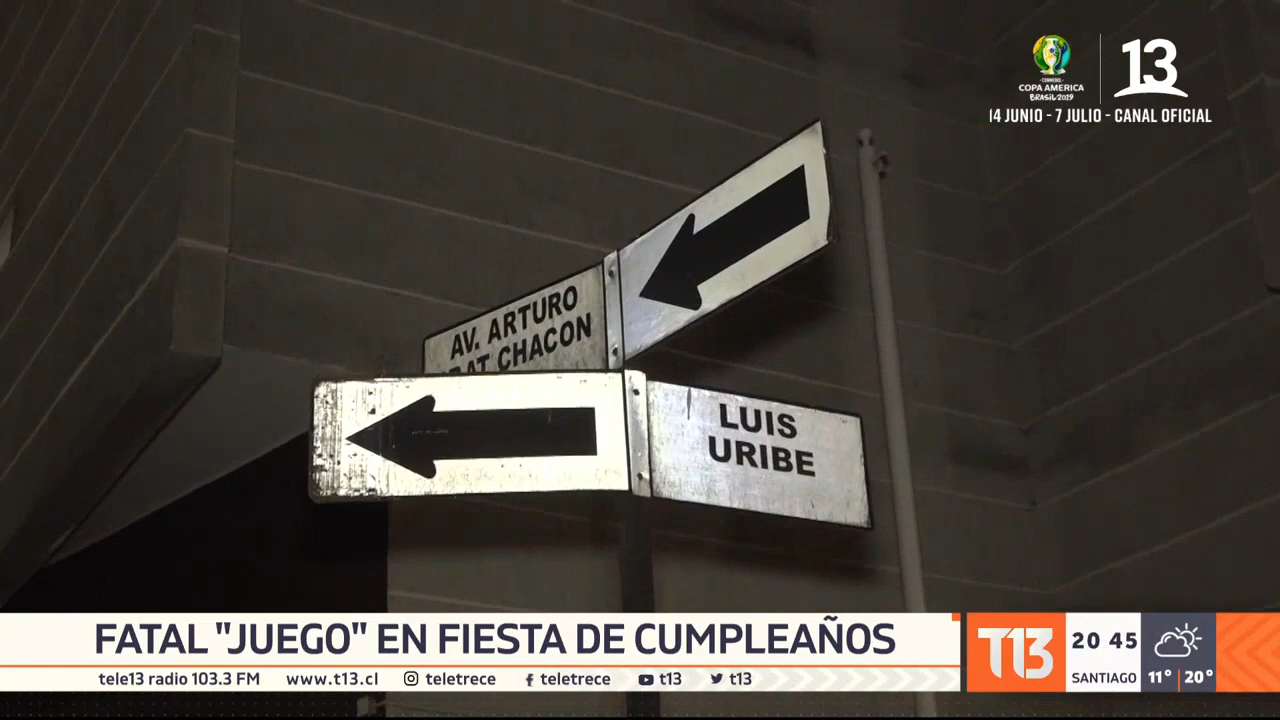 CONMEBOL
COPA AMERICA
BRASIL 2019
13
14 JUNIO - 7 JULIO - CANAL OFICIAL
AV. ARTURO
CHACON
LUIS
URIBE
FATAL "JUEGO" EN FIESTA DE CUMPLEAÑOS
T13
20 45
tele13 radio 103.3 FM www.t13.cl teletrece teletrece t13 t13
SANTIAGO 11° 20°